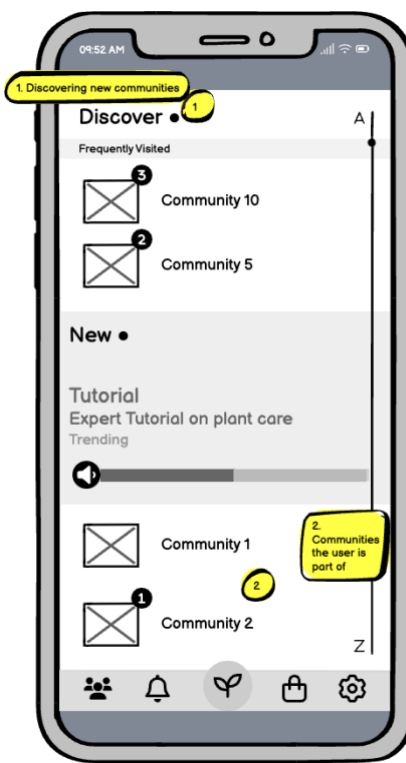 09:52 AM
1. Discovering new communities
Discover
1
A
Frequently Visited
3
Community 10
2
Community 5
New
Tutorial
Expert Tutorial on plant care
Trending
Community 1
2.
Communities
the user is
part of
2
1
Community 2
Z